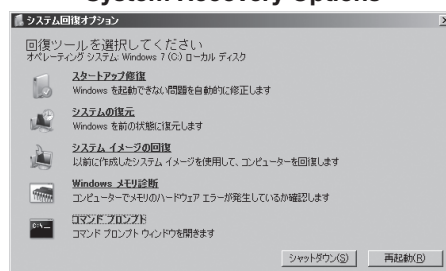 System Recovery Options
システム回復オプション
回復ツールを選択してください
オペレーティング システム: Windows 7 (C:) ローカル ディスク
スタートアップ修復
Windows を起動できない問題を自動的に修正します
システムの復元
Windows を前の状態に復元します
システム イメージの回復
以前に作成したシステム イメージを使用して、コンピューターを回復します
Windows メモリ診断
コンピューターでメモリのハードウェア エラーが発生しているか確認します
コマンド プロンプト
コマンド プロンプト ウィンドウを開きます
シャットダウン(S) 再起動(R)